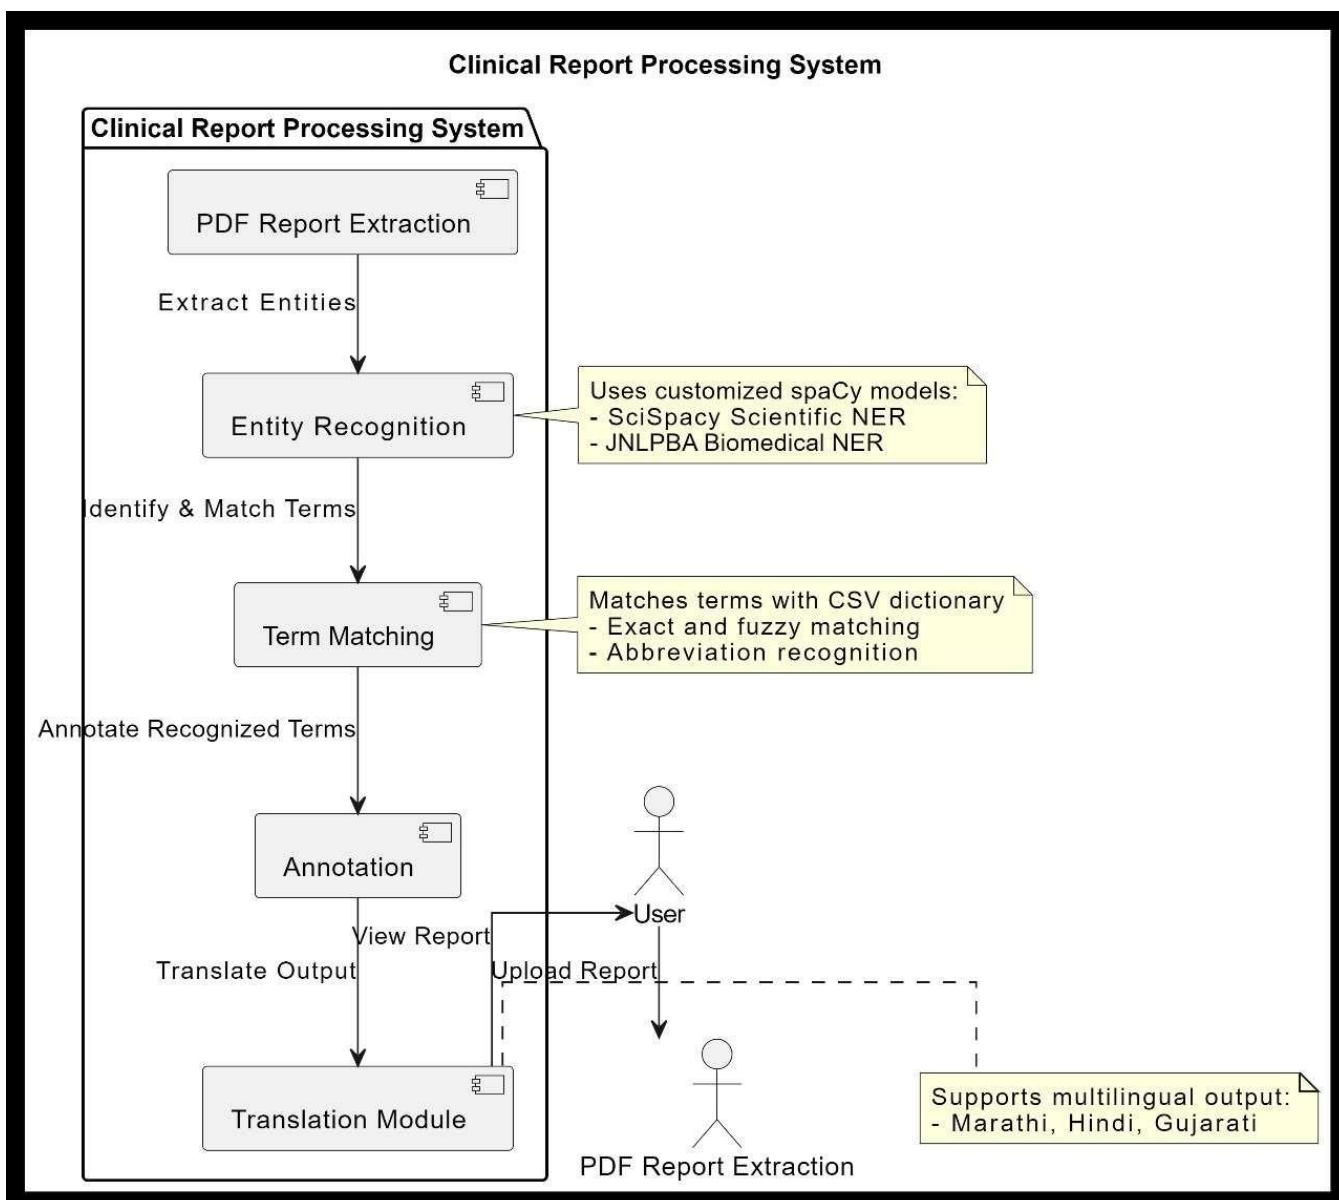 Clinical Report Processing System
Clinical Report Processing System
PDF Report Extraction
Extract Entities
Entity Recognition
Uses customized spaCy models:
- SciSpacy Scientific NER
- JNLPBA Biomedical NER
Identify & Match Terms
Term Matching
Matches terms with CSV dictionary
- Exact and fuzzy matching
- Abbreviation recognition
Annotate Recognized Terms
Annotation
User
View Report
Translate Output
Upload Report
Translation Module
Supports multilingual output:
- Marathi, Hindi, Gujarati
PDF Report Extraction